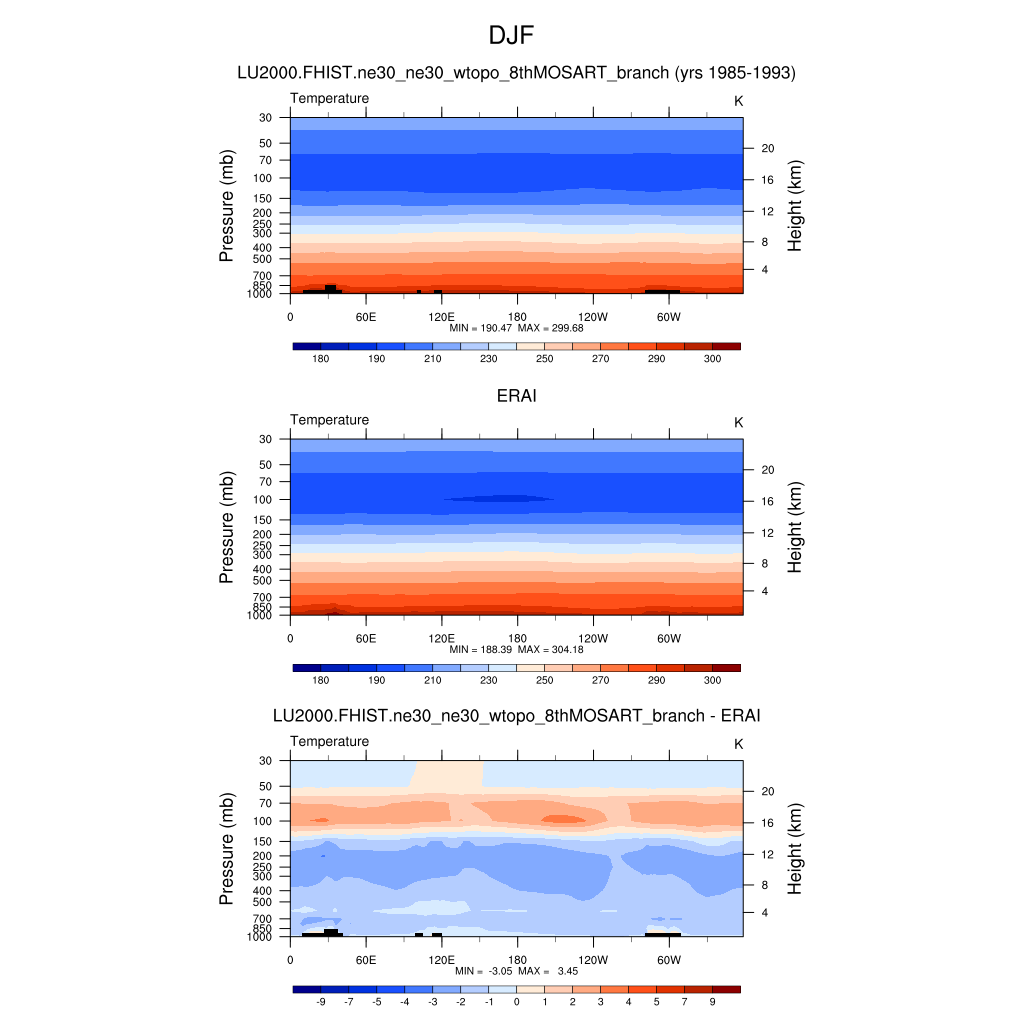 DJF
LU2000.FHIST.ne30_ne30_wtopo_8thMOSART_branch (yrs 1985-1993)
Temperature K
30
50
70
100
150
200
250
300
400
500
700
850
1000
Pressure (mb)
20
16
12
8
4
Height (km)
0 60E 120E 180 120W 60W
MIN = 190.47 MAX = 299.68
180 190 210 230 250 270 290 300
ERAI
Temperature K
30
50
70
100
150
200
250
300
400
500
700
850
1000
Pressure (mb)
20
16
12
8
4
Height (km)
0 60E 120E 180 120W 60W
MIN = 188.39 MAX = 304.18
180 190 210 230 250 270 290 300
LU2000.FHIST.ne30_ne30_wtopo_8thMOSART_branch - ERAI
Temperature K
30
50
70
100
150
200
250
300
400
500
700
850
1000
Pressure (mb)
20
16
12
8
4
Height (km)
0 60E 120E 180 120W 60W
MIN = -3.05 MAX = 3.45
-9 -7 -5 -4 -3 -2 -1 0 1 2 3 4 5 7 9